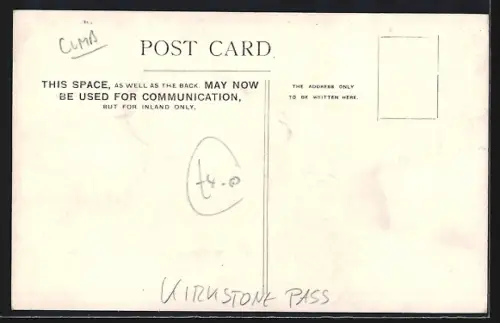 CUMB
POST CARD
THIS SPACE, AS WELL AS THE BACK, MAY NOW
BE USED FOR COMMUNICATION,
BUT FOR INLAND ONLY.
THE ADDRESS ONLY
TO BE WRITTEN HERE.
£4.00
KIRKSTONE PASS